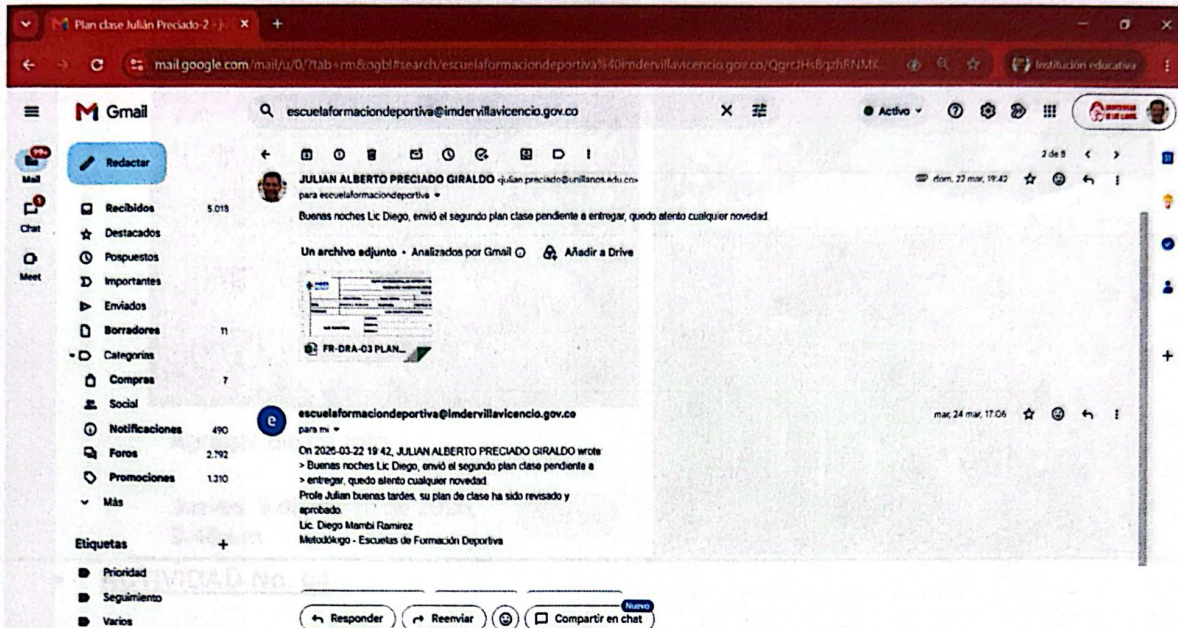 Plan clase Julián Preciado-2 - j
mail.google.com/mail/u/0/?tab=rm&ogbl#search/escuelaformaciondeportiva%40imdervillavicencio.gov.co/
Institución educativa
Gmail
escuelaformaciondeportiva@imdervillavicencio.gov.co
Activo
Redactar
99+
Mail
Chat
Meet
2 de 8
JULIAN ALBERTO PRECIADO GIRALDO <julian.preciado@unillanos.edu.co>
para escuelaformaciondeportiva
Buenas noches Lic Diego, envió el segundo plan clase pendiente a entregar, quedo atento cualquier novedad
Un archivo adjunto • Analizados por Gmail
Añadir a Drive
FR-DRA-03 PLAN...
Recibidos 5.018
Destacados
Pospuestos
Importantes
Enviados
Borradores 11
Categorías
Compras 7
Social
Notificaciones 490
Foros 2.792
Promociones 1.310
Más
Etiquetas +
Prioridad
Seguimiento
Varios
escuelaformaciondeportiva@imdervillavicencio.gov.co
mar, 24 mar, 17:06
para mí
On 2026-03-22 19 42, JULIAN ALBERTO PRECIADO GIRALDO wrote:
> Buenas noches Lic Diego, envió el segundo plan clase pendiente a
> entregar, quedo atento cualquier novedad
Profe Julian buenas tardes, su plan de clase ha sido revisado y
aprobado.
Lic. Diego Mambi Ramirez
Metodólogo - Escuelas de Formación Deportiva
Responder
Reenviar
Compartir en chat
Nuevo
ACTIVIDAD No. 04